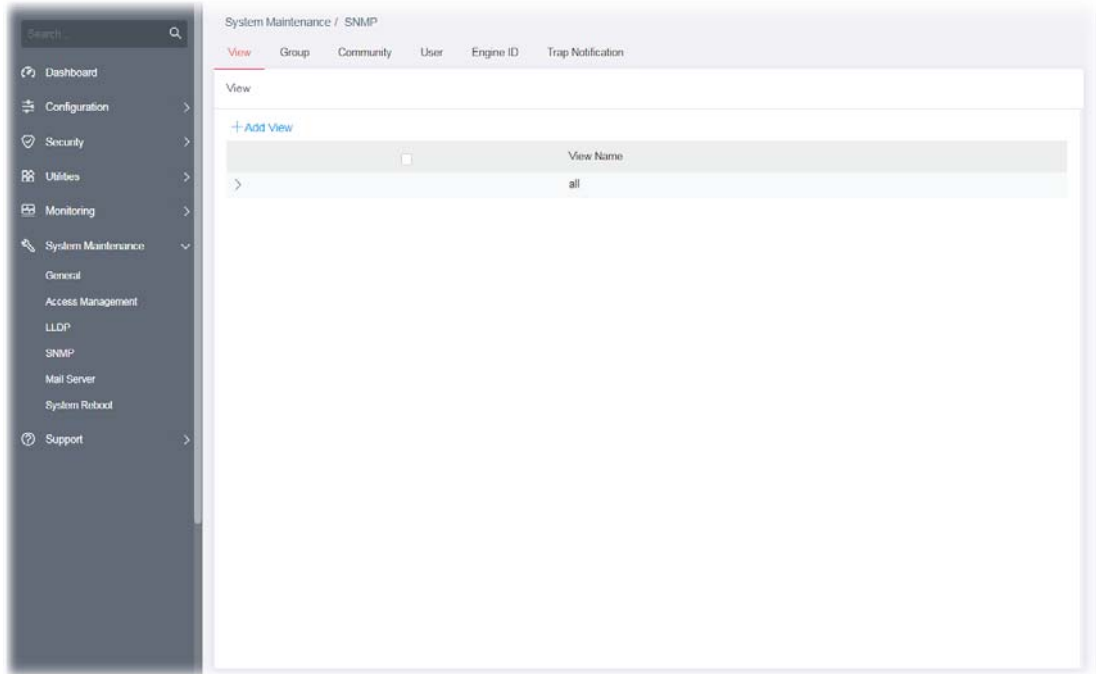 Search...
Dashboard
Configuration
Security
Utilities
Monitoring
System Maintenance
General
Access Management
LLDP
SNMP
Mail Server
System Reboot
Support
System Maintenance / SNMP
View Group Community User Engine ID Trap Notification
View
+Add View
View Name
all